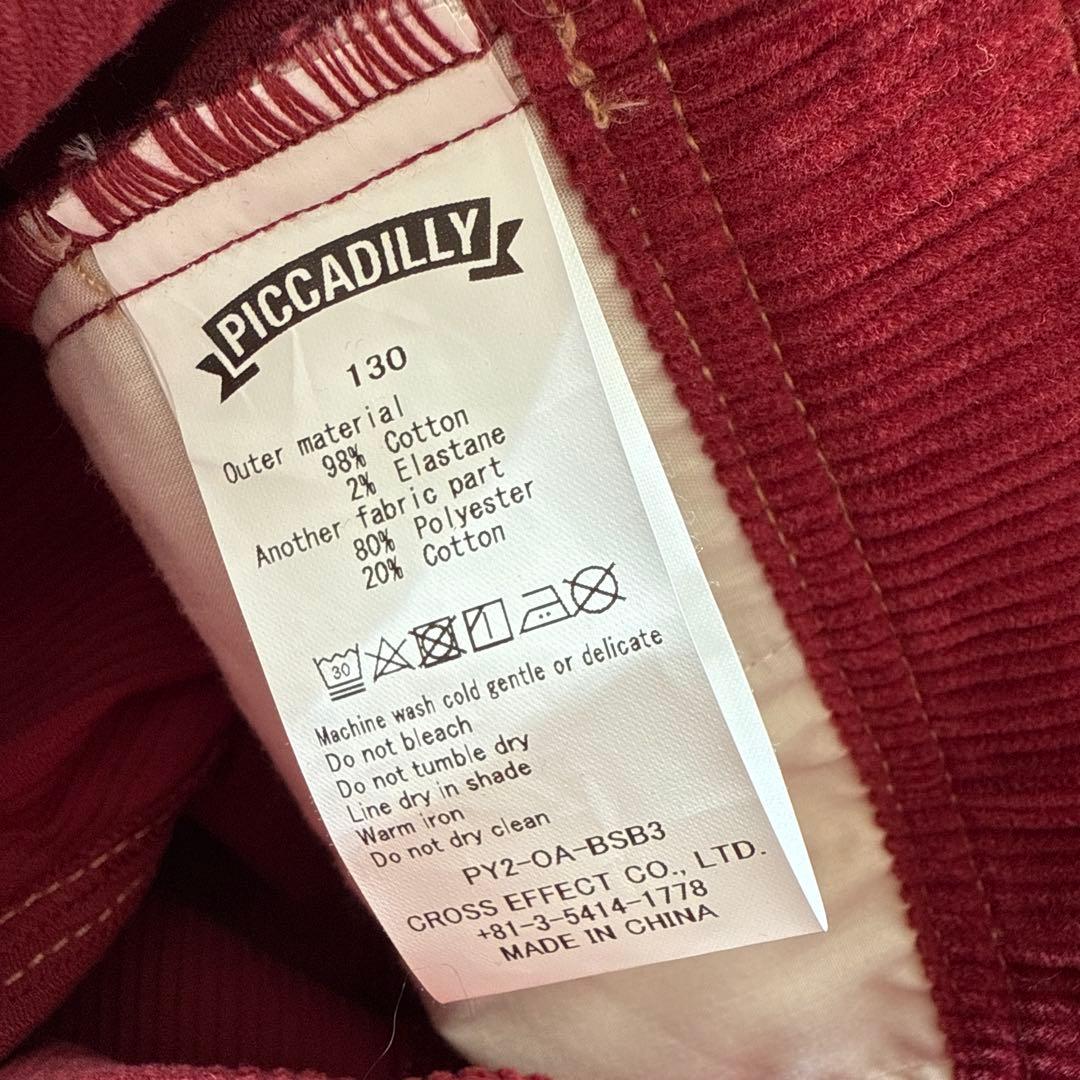 PICCADILLY
130
Outer material
98% Cotton
2% Elastane
Another fabric part
80% Polyester
20% Cotton
30
Machine wash cold gentle or delicate
Do not bleach
Do not tumble dry
Line dry in shade
Warm iron
Do not dry clean
PY2-OA-BSB3
CROSS EFFECT CO., LTD.
+81-3-5414-1778
MADE IN CHINA